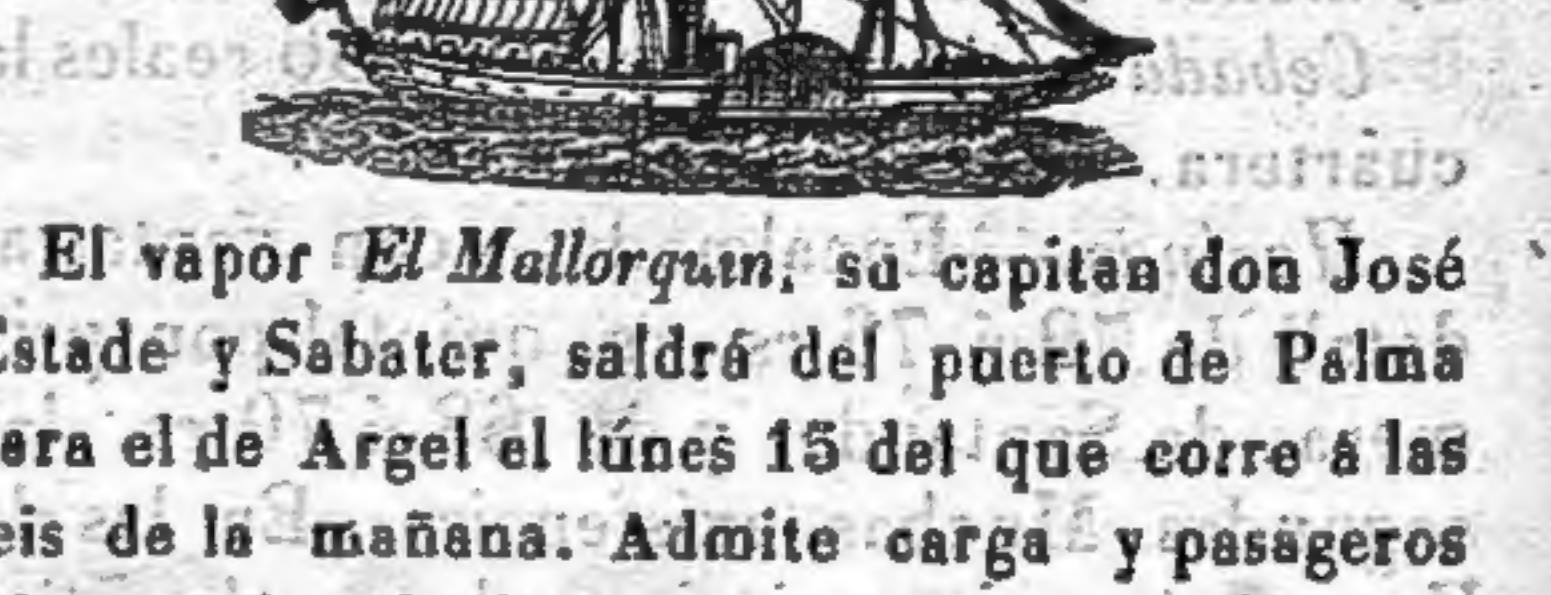 El vapor El Mallorquin, su capitan don José
Estade y Sabater, saldrá del puerto de Palma
para el de Argel el lúnes 15 del que corre á las
seis de la mañana. Admite carga y pasageros